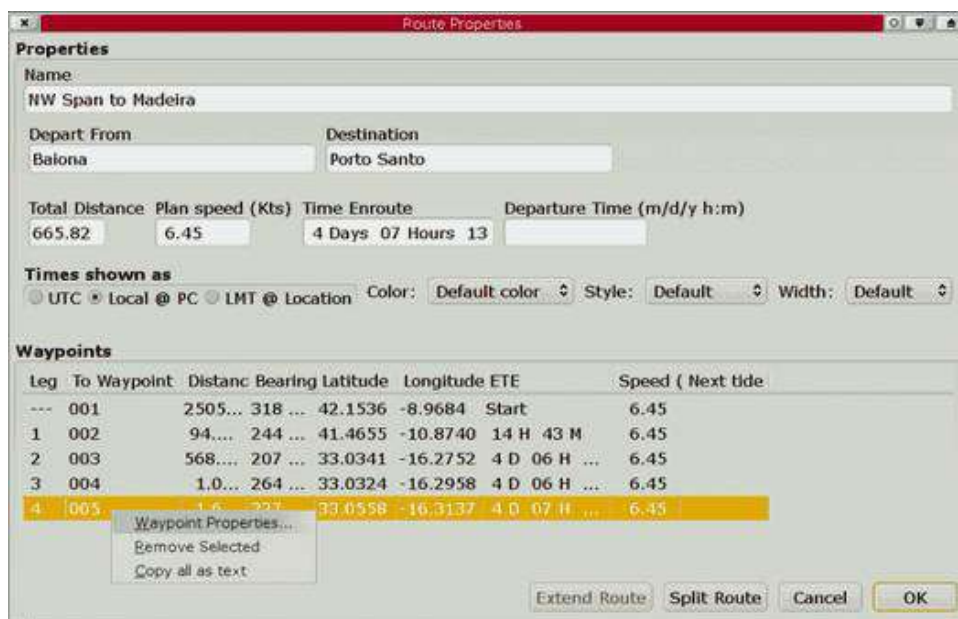 Route Properties
Properties
Name
NW Span to Madeira
Depart From Destination
Baiona Porto Santo
Total Distance Plan speed (Kts) Time Enroute Departure Time (m/d/y h:m)
665.82 6.45 4 Days 07 Hours 13
Times shown as
UTC Local @ PC LMT @ Location Color: Default color Style: Default Width: Default
Waypoints
Leg To Waypoint Distanc Bearing Latitude Longitude ETE Speed ( Next tide
--- 001 2505... 318 ... 42.1536 -8.9684 Start 6.45
1 002 94.... 244 ... 41.4655 -10.8740 14 H 43 M 6.45
2 003 568.... 207 ... 33.0341 -16.2752 4 D 06 H ... 6.45
3 004 1.0... 264 ... 33.0324 -16.2958 4 D 06 H ... 6.45
4 005 33.0558 -16.3137 4 D 07 H ... 6.45
Waypoint Properties...
Remove Selected
Copy all as text
Extend Route Split Route Cancel OK